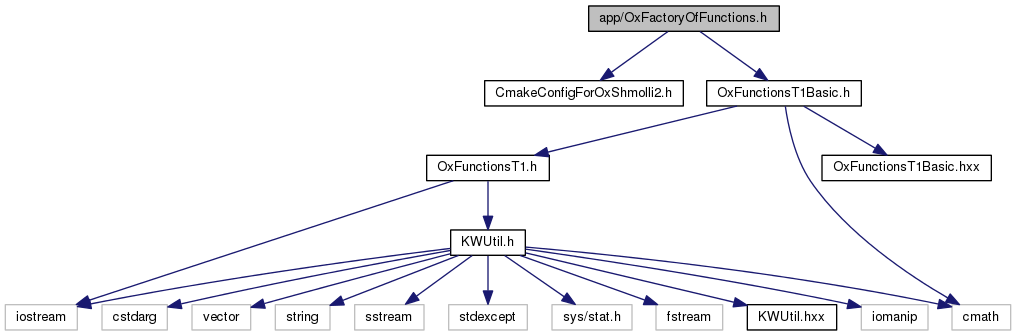 app/OxFactoryOfFunctions.h
CmakeConfigForOxShmolli2.h
OxFunctionsT1Basic.h
OxFunctionsT1.h
OxFunctionsT1Basic.hxx
KWUtil.h
iostream
cstdarg
vector
string
sstream
stdexcept
sys/stat.h
fstream
KWUtil.hxx
iomanip
cmath